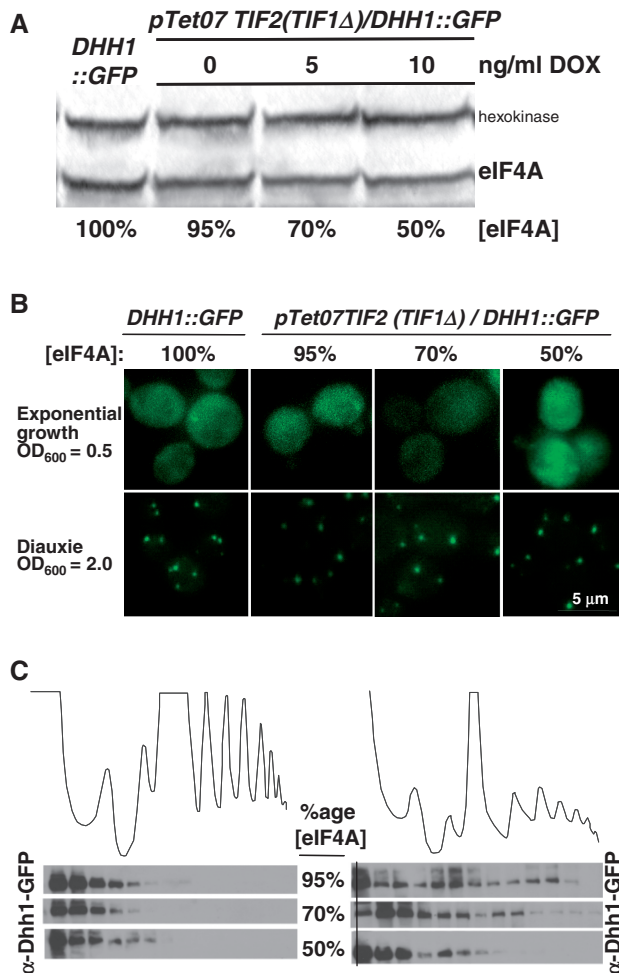 A
DHH1
::GFP
pTet07 TIF2(TIF1Δ)/DHH1::GFP
0 5 10 ng/ml DOX
hexokinase
eIF4A
100% 95% 70% 50% [eIF4A]
B
DHH1::GFP pTet07TIF2 (TIF1Δ) / DHH1::GFP
[eIF4A]: 100% 95% 70% 50%
Exponential
growth
OD600 = 0.5
Diauxie
OD600 = 2.0
5 μm
C
%age
[eIF4A]
α-Dhh1-GFP
95%
70%
50%
α-Dhh1-GFP